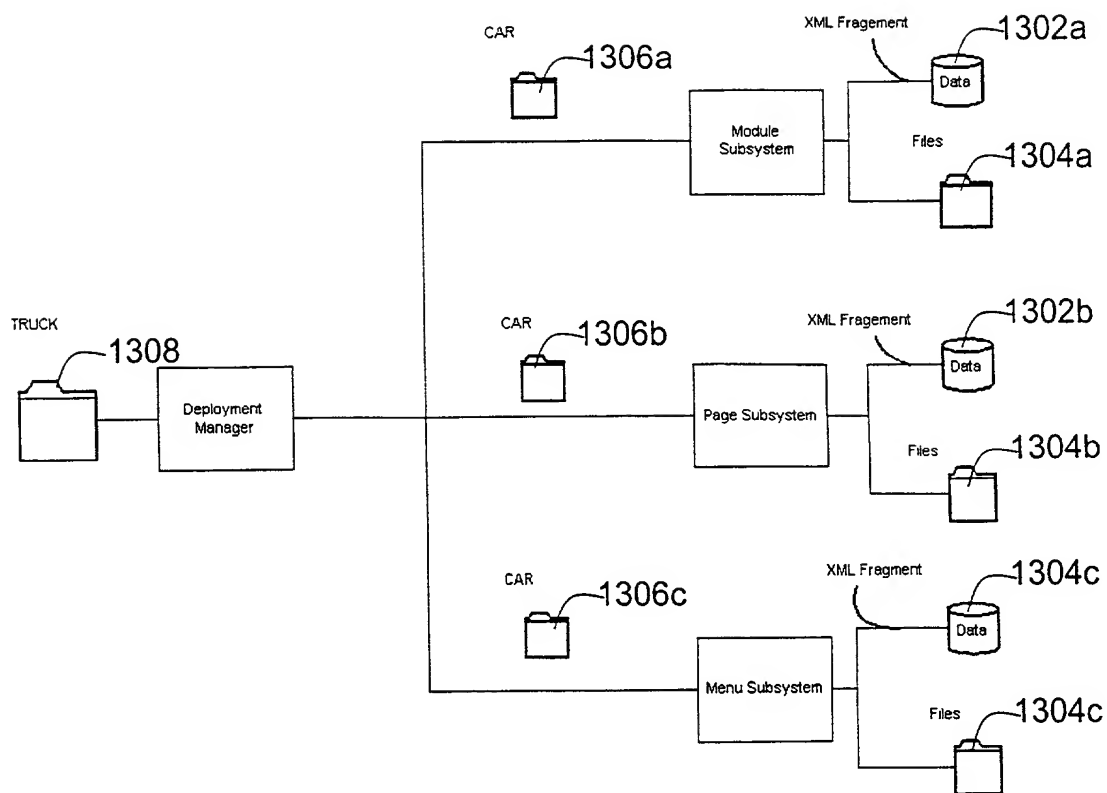 XML Fragement
1302a
CAR
1306a
Data
Module
Subsystem
Files
1304a
TRUCK
1308
Deployment
Manager
CAR
1306b
XML Fragement
1302b
Data
Page Subsystem
Files
1304b
CAR
1306c
XML Fragment
1304c
Data
Menu Subsystem
Files
1304c